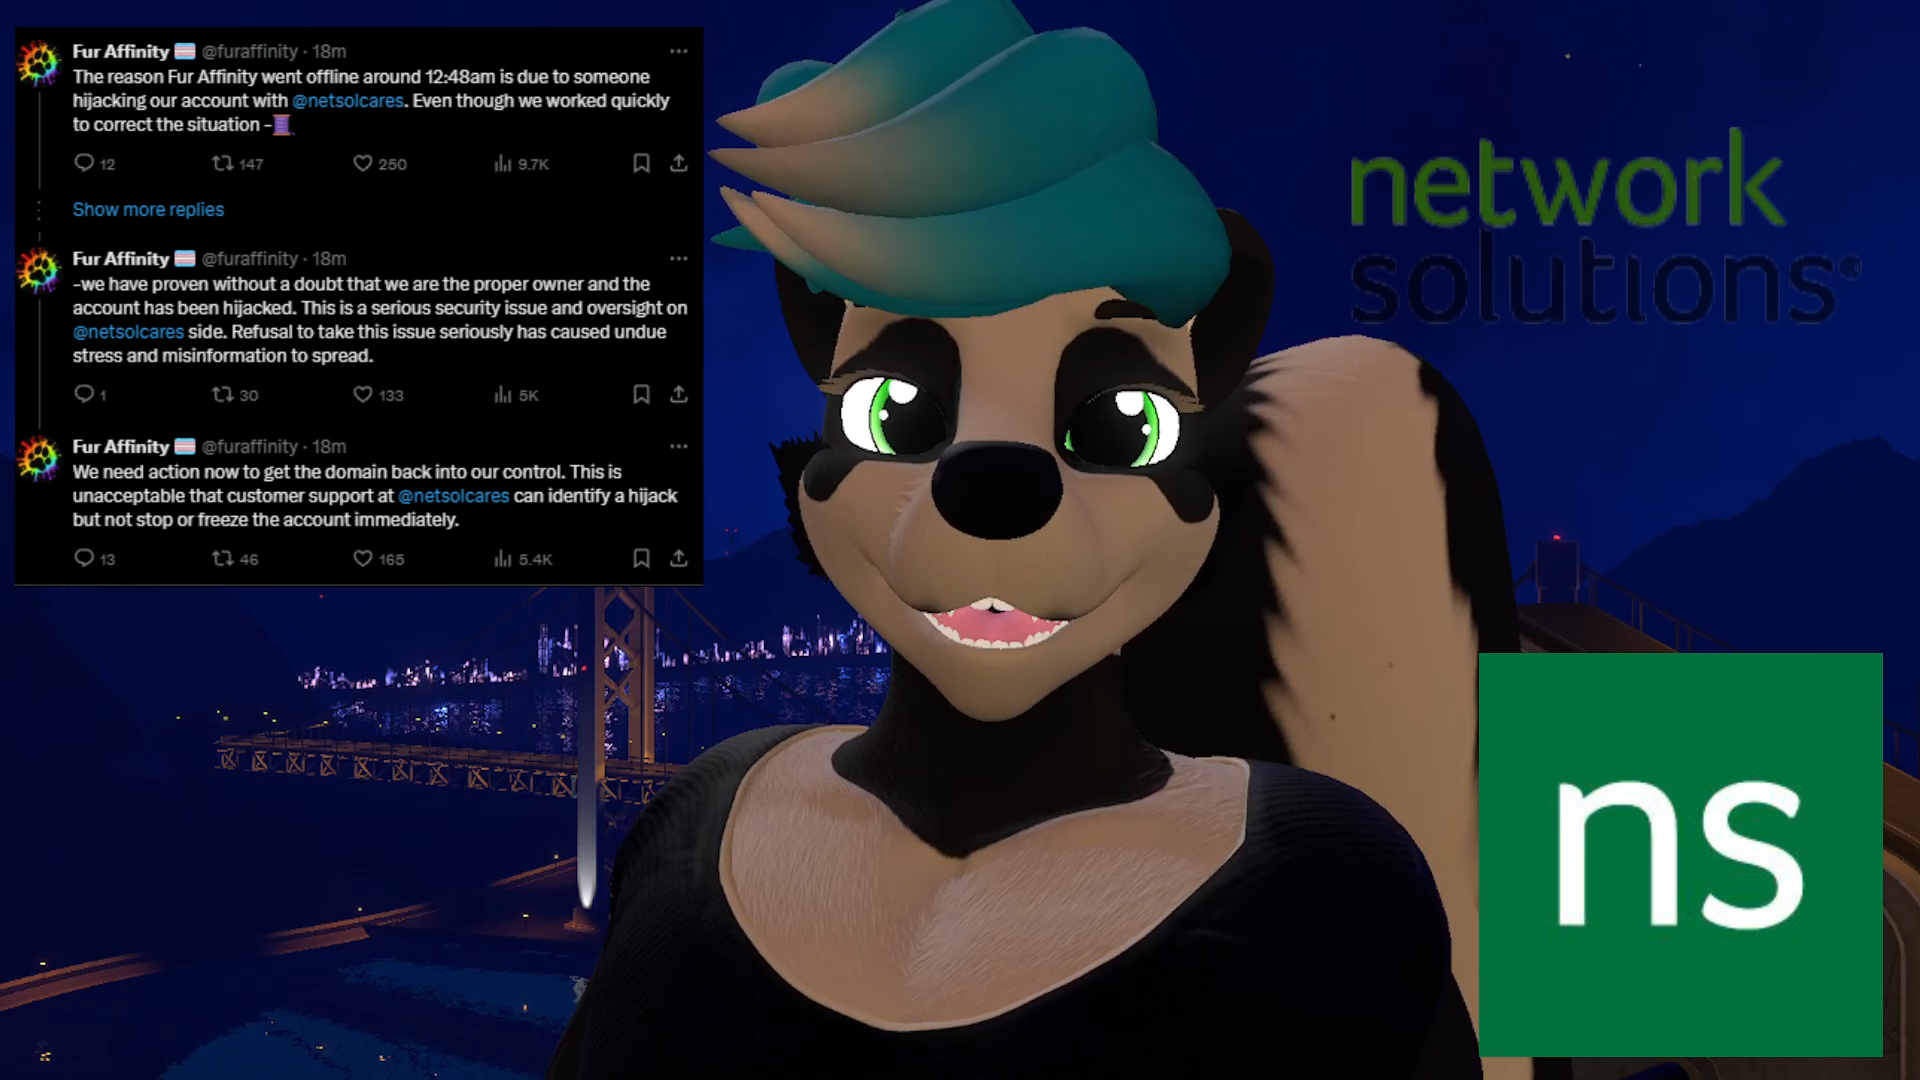 Fur Affinity @furaffinity · 18m
The reason Fur Affinity went offline around 12:48am is due to someone
hijacking our account with @netsolcares. Even though we worked quickly
to correct the situation -🧵
12 147 250 9.7K
Show more replies
Fur Affinity @furaffinity · 18m
-we have proven without a doubt that we are the proper owner and the
account has been hijacked. This is a serious security issue and oversight on
@netsolcares side. Refusal to take this issue seriously has caused undue
stress and misinformation to spread.
1 30 133 5K
Fur Affinity @furaffinity · 18m
We need action now to get the domain back into our control. This is
unacceptable that customer support at @netsolcares can identify a hijack
but not stop or freeze the account immediately.
13 46 165 5.4K
network
solutions®
ns